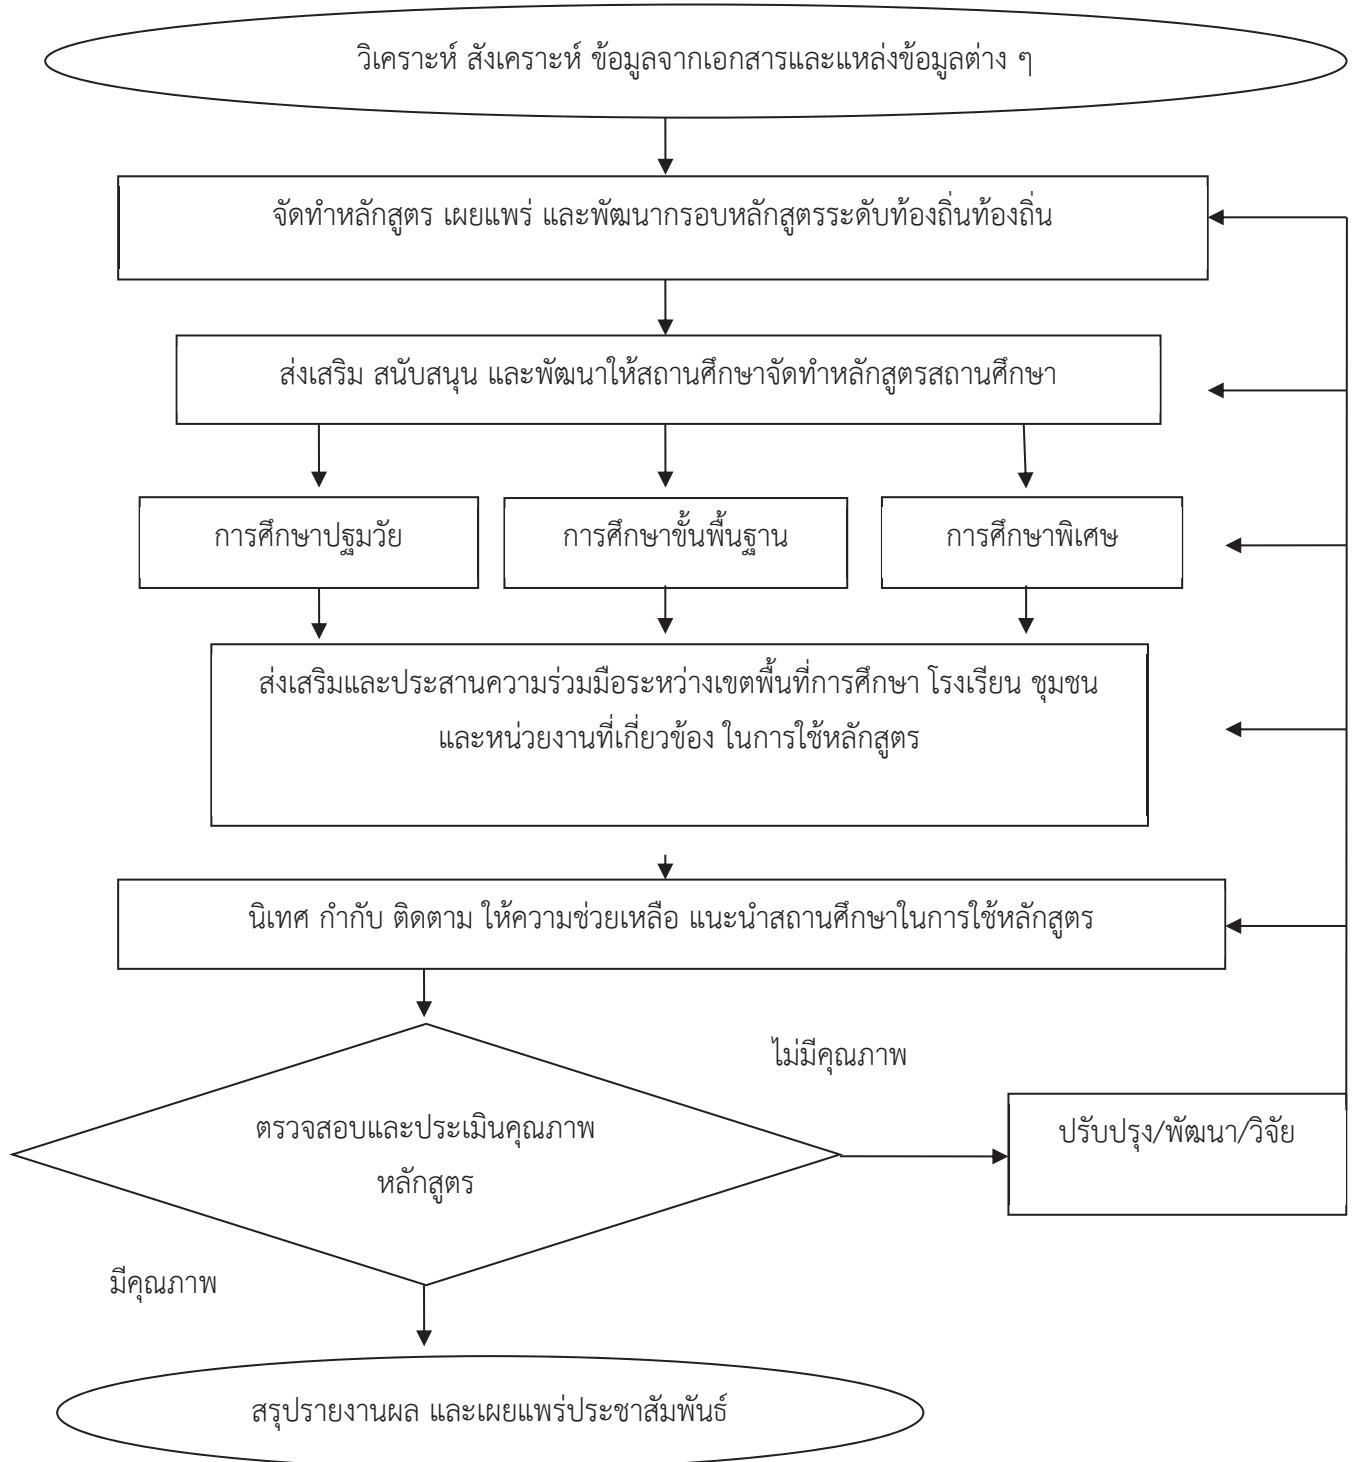 วิเคราะห์ สังเคราะห์ ข้อมูลจากเอกสารและแหล่งข้อมูลต่าง ๆ
จัดทำหลักสูตร เผยแพร่ และพัฒนากรอบหลักสูตรระดับท้องถิ่นท้องถิ่น
ส่งเสริม สนับสนุน และพัฒนาให้สถานศึกษาจัดทำหลักสูตรสถานศึกษา
การศึกษาปฐมวัย
การศึกษาขั้นพื้นฐาน
การศึกษาพิเศษ
ส่งเสริมและประสานความร่วมมือระหว่างเขตพื้นที่การศึกษา โรงเรียน ชุมชน
และหน่วยงานที่เกี่ยวข้อง ในการใช้หลักสูตร
นิเทศ กำกับ ติดตาม ให้ความช่วยเหลือ แนะนำสถานศึกษาในการใช้หลักสูตร
ไม่มีคุณภาพ
ตรวจสอบและประเมินคุณภาพ
หลักสูตร
ปรับปรุง/พัฒนา/วิจัย
มีคุณภาพ
สรุปรายงานผล และเผยแพร่ประชาสัมพันธ์